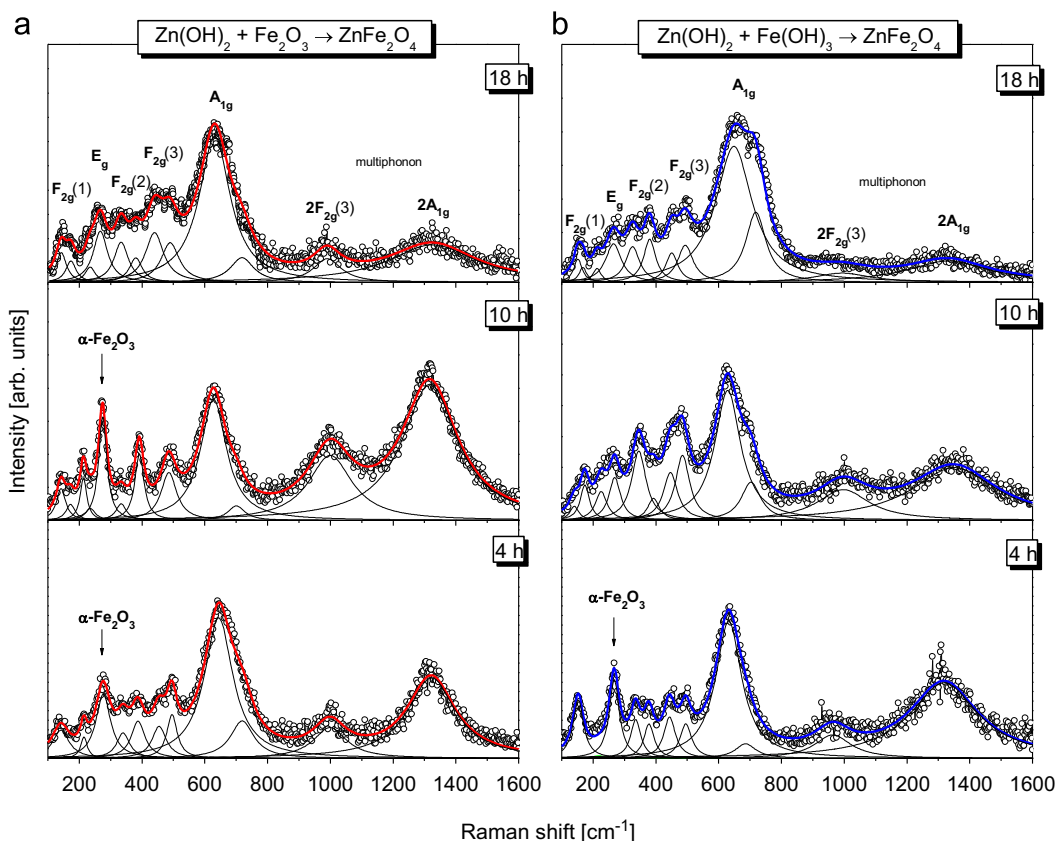 a
Zn(OH)₂ + Fe₂O₃ → ZnFe₂O₄
18 h
A₁g
F₂g(3)
E_g
F₂g(2)
F₂g(1)
multiphonon
2F₂g(3)
2A₁g
10 h
α-Fe₂O₃
4 h
α-Fe₂O₃
200 400 600 800 1000 1200 1400 1600
b
Zn(OH)₂ + Fe(OH)₃ → ZnFe₂O₄
18 h
A₁g
F₂g(3)
F₂g(2)
E_g
F₂g(1)
multiphonon
2F₂g(3)
2A₁g
10 h
4 h
α-Fe₂O₃
200 400 600 800 1000 1200 1400 1600
Intensity [arb. units]
Raman shift [cm⁻¹]